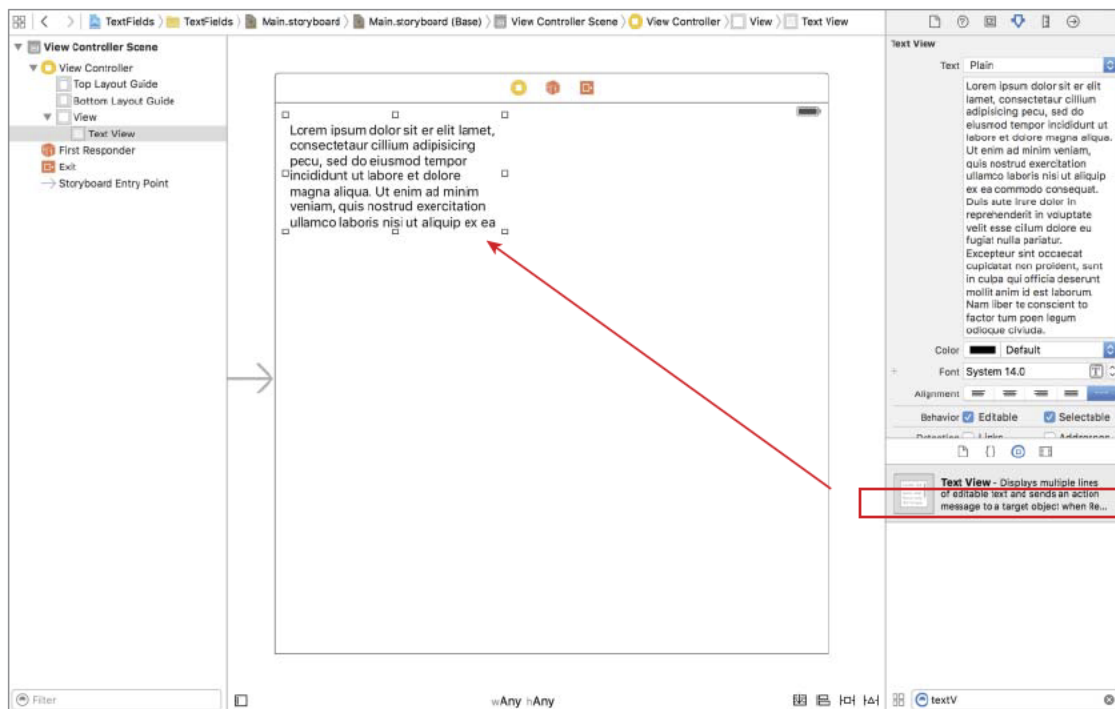 TextFields
TextFields
Main.storyboard
Main.storyboard (Base)
View Controller Scene
View Controller
View
Text View
View Controller Scene
View Controller
Top Layout Guide
Bottom Layout Guide
View
Text View
First Responder
Exit
Storyboard Entry Point
Filter
Lorem ipsum dolor sit er elit lamet,
consectetaur cillium adipisicing
pecu, sed do eiusmod tempor
incididunt ut labore et dolore
magna aliqua. Ut enim ad minim
veniam, quis nostrud exercitation
ullamco laboris nisi ut aliquip ex ea
wAny hAny
Text View
Text Plain
Lorem ipsum dolor sit er elit
lamet, consectetaur cillium
adipisicing pecu, sed do
eiusmod tempor incididunt ut
labore et dolore magna aliqua.
Ut enim ad minim veniam,
quis nostrud exercitation
ullamco laboris nisi ut aliquip
ex ea commodo consequat.
Duis aute irure dolor in
reprehenderit in voluptate
velit esse cillum dolore eu
fugiat nulla pariatur.
Excepteur sint occaecat
cupidatat non proident, sunt
in culpa qui officia deserunt
mollit anim id est laborum.
Nam liber te conscient to
factor tum poen legum
odioque civiuda.
Color Default
Font System 14.0
Alignment
Behavior Editable Selectable
Detection Links Addresses
Text View - Displays multiple lines
of editable text and sends an action
message to a target object when Re...
textV